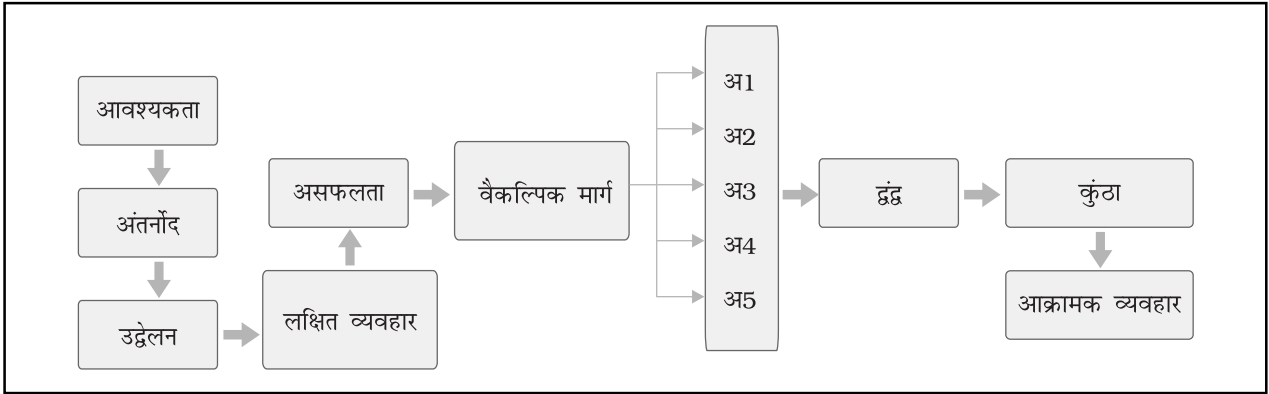 आवश्यकता
अंतर्नोद
उद्वेलन
लक्षित व्यवहार
असफलता
वैकल्पिक मार्ग
अ1
अ2
अ3
अ4
अ5
द्वंद्व
कुंठा
आक्रामक व्यवहार